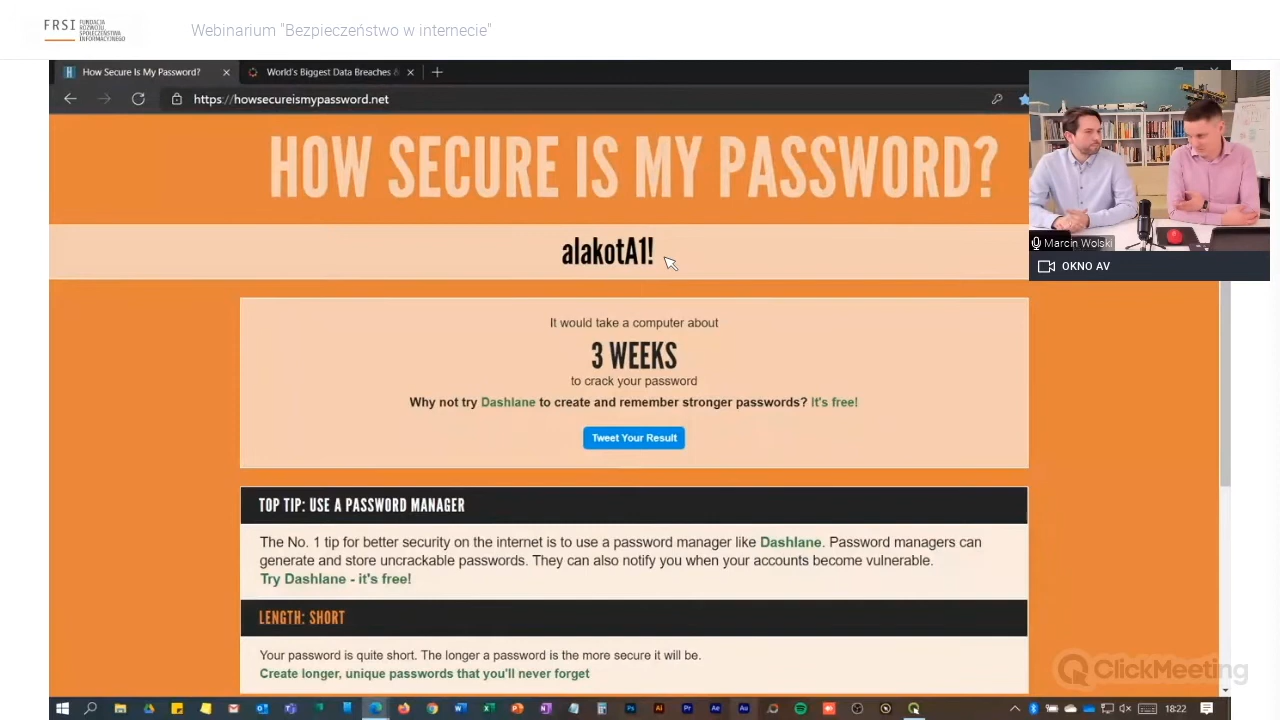 FRSI
FUNDACJA
ROZWOJU
SPOŁECZEŃSTWA
INFORMACYJNEGO
Webinarium "Bezpieczeństwo w internecie"
How Secure Is My Password?
World's Biggest Data Breaches &
https://howsecureismypassword.net
HOW SECURE IS MY PASSWORD?
alakotA1!
Marcin Wolski
OKNO AV
It would take a computer about
3 WEEKS
to crack your password
Why not try Dashlane to create and remember stronger passwords? It's free!
Tweet Your Result
TOP TIP: USE A PASSWORD MANAGER
The No. 1 tip for better security on the internet is to use a password manager like Dashlane. Password managers can
generate and store uncrackable passwords. They can also notify you when your accounts become vulnerable.
Try Dashlane - it's free!
LENGTH: SHORT
Your password is quite short. The longer a password is the more secure it will be.
Create longer, unique passwords that you'll never forget
ClickMeeting
18:22